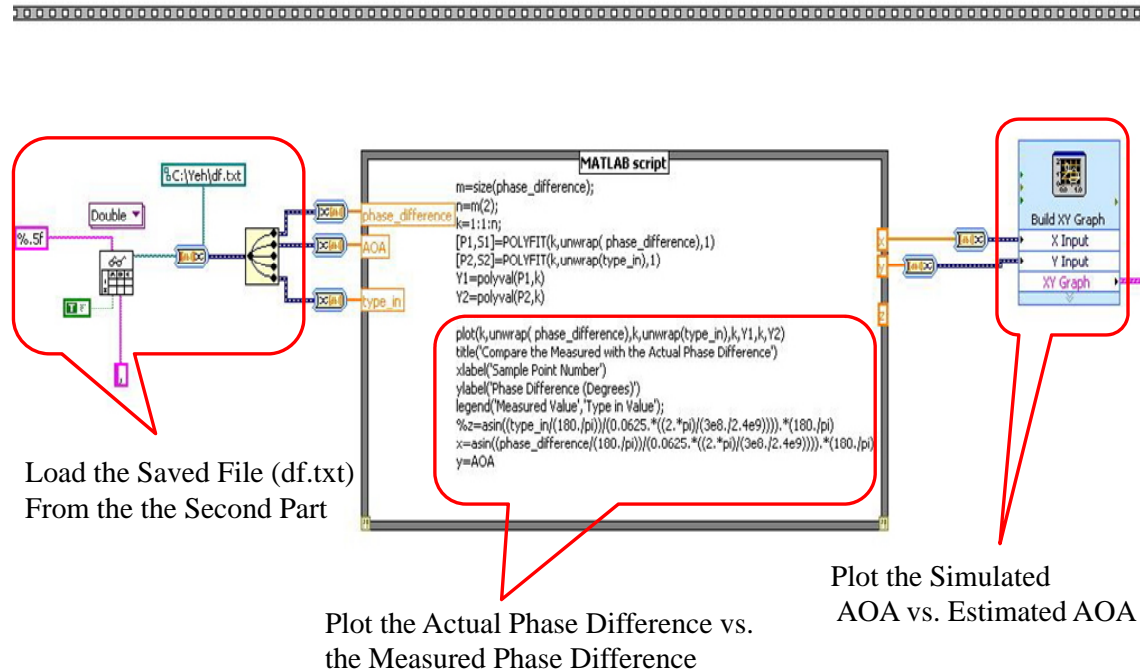 C:\Yeh\df.txt
Double
%.5f
T F
,
phase_difference
AOA
type_in
MATLAB script
m=size(phase_difference);
n=m(2);
k=1:1:n;
[P1,S1]=POLYFIT(k,unwrap( phase_difference),1)
[P2,S2]=POLYFIT(k,unwrap(type_in),1)
Y1=polyval(P1,k)
Y2=polyval(P2,k)
plot(k,unwrap( phase_difference),k,unwrap(type_in),k,Y1,k,Y2)
title('Compare the Measured with the Actual Phase Difference')
xlabel('Sample Point Number')
ylabel('Phase Difference (Degrees)')
legend('Measured Value','Type in Value');
%z=asin((type_in/(180./pi))/(0.0625.*((2.*pi)/(3e8./2.4e9)))).*(180./pi)
x=asin((phase_difference/(180./pi))/(0.0625.*((2.*pi)/(3e8./2.4e9)))).*(180./pi)
y=AOA
x
y
z
Build XY Graph
X Input
Y Input
XY Graph
Load the Saved File (df.txt)
From the the Second Part
Plot the Actual Phase Difference vs.
the Measured Phase Difference
Plot the Simulated
AOA vs. Estimated AOA